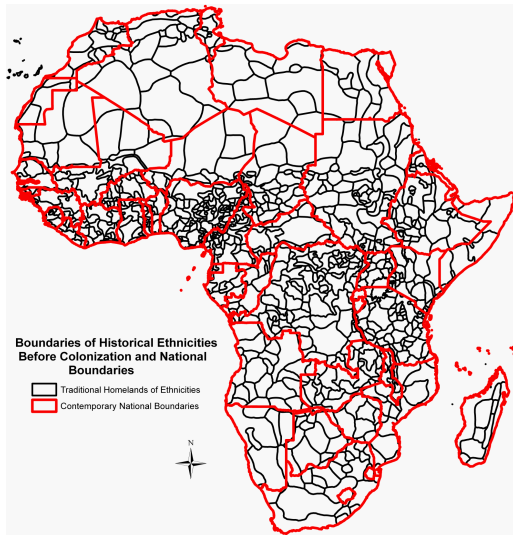 Boundaries of Historical Ethnicities
Before Colonization and National
Boundaries
Traditional Homelands of Ethnicities
Contemporary National Boundaries
N